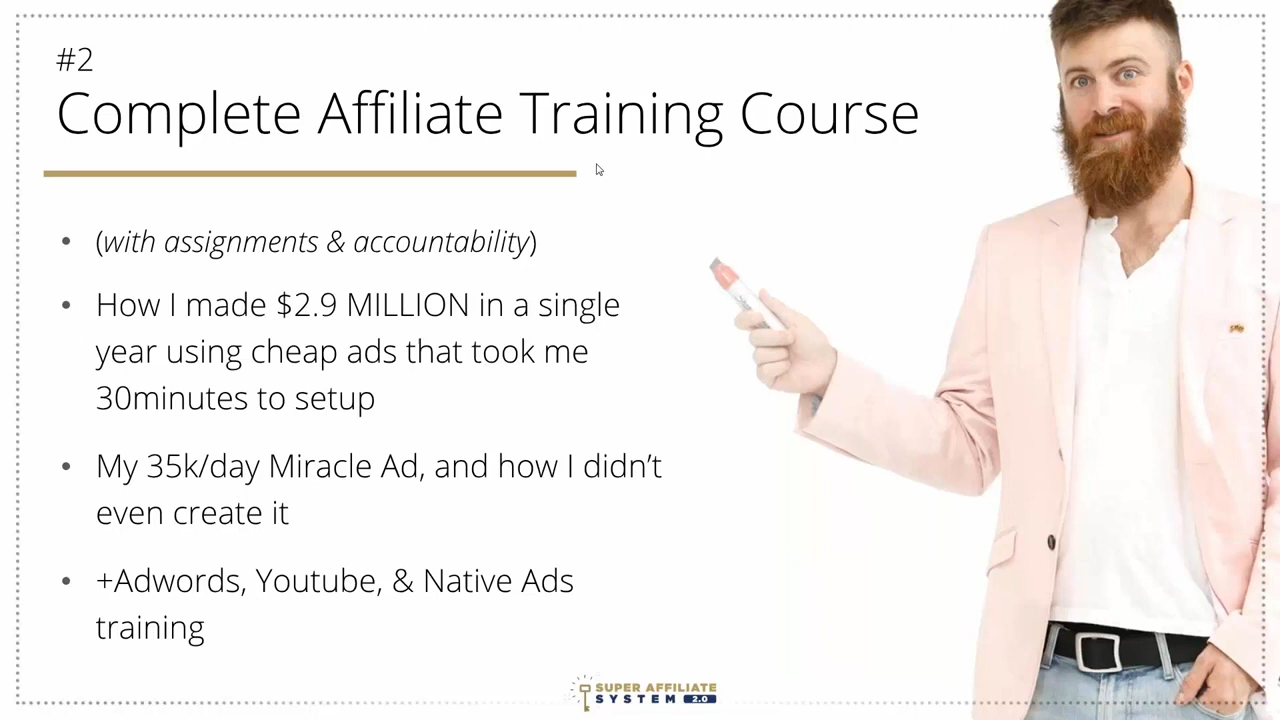 #2
Complete Affiliate Training Course
• (with assignments & accountability)
• How I made $2.9 MILLION in a single
year using cheap ads that took me
30minutes to setup
• My 35k/day Miracle Ad, and how I didn’t
even create it
• +Adwords, Youtube, & Native Ads
training
SUPER AFFILIATE
SYSTEM 2.0